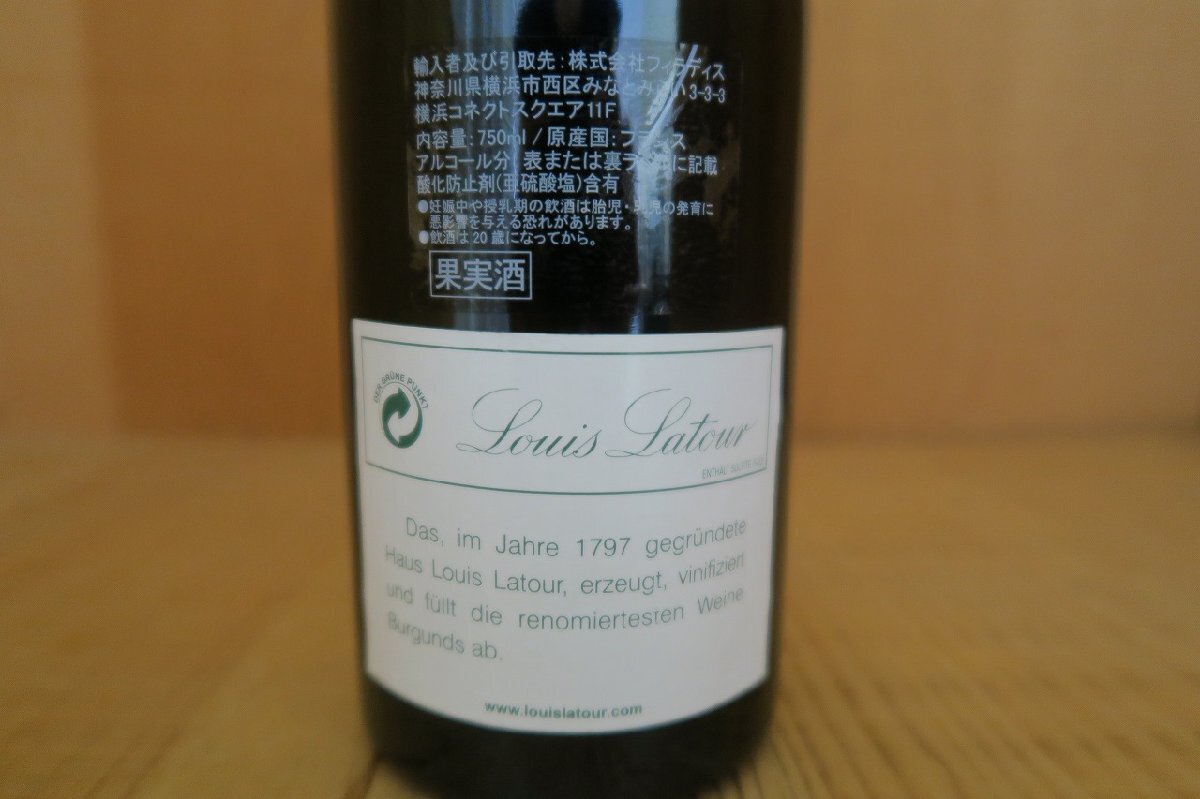 輸入者及び引取先:株式会社フィラディス
神奈川県横浜市西区みなとみらい3-3-3
横浜コネクトスクエア11F
内容量:750ml/原産国:フランス
アルコール分 表または裏ラベルに記載
酸化防止剤(亜硫酸塩)含有
●妊娠中や授乳期の飲酒は胎児・乳児の発育に
悪影響を与える恐れがあります。
●飲酒は20歳になってから。
果実酒
DER GRÜNE PUNKT
Louis Latour
ENTHÄLT SULFITE
Das, im Jahre 1797 gegründete
Haus Louis Latour, erzeugt, vinifiziert
und füllt die renomiertesten Weine
Burgunds ab.
www.louislatour.com